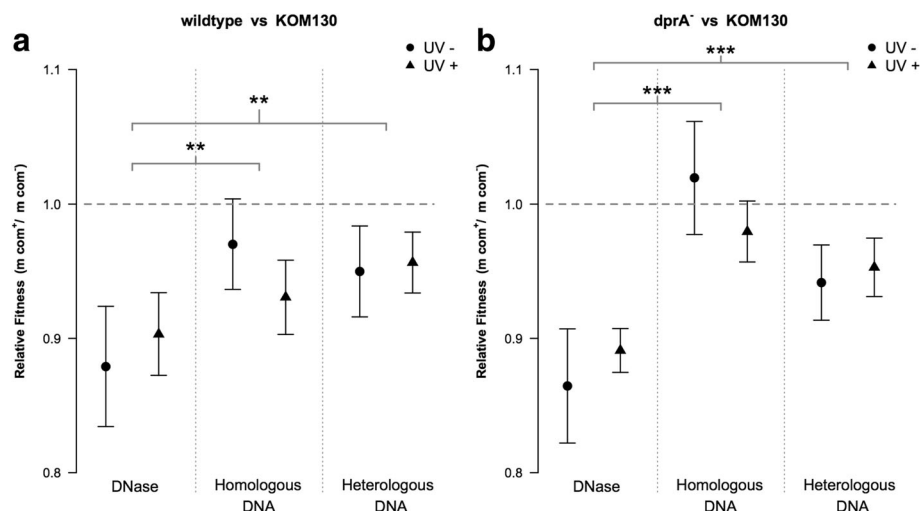 a
wildtype vs KOM130
UV -
UV +
1.1
1.0
0.9
0.8
Relative Fitness (m com⁺/ m com⁻)
**
**
DNase
Homologous
DNA
Heterologous
DNA
b
dprA⁻ vs KOM130
UV -
UV +
1.1
1.0
0.9
0.8
Relative Fitness (m com⁺/ m com⁻)
***
***
DNase
Homologous
DNA
Heterologous
DNA